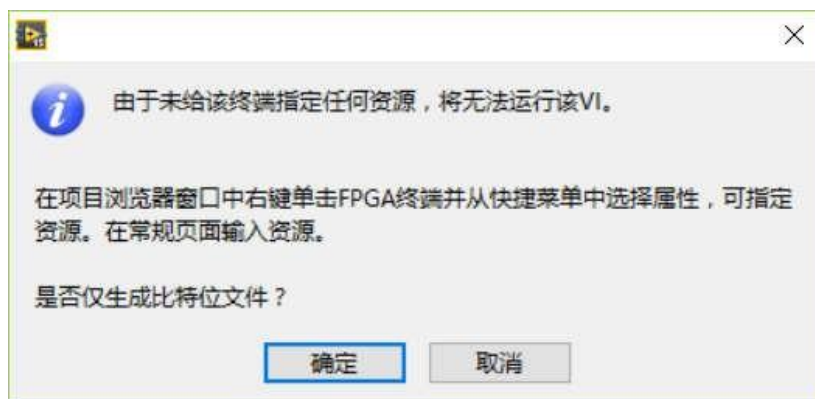 由于未给该终端指定任何资源，将无法运行该VI。
在项目浏览器窗口中右键单击FPGA终端并从快捷菜单中选择属性，可指定
资源。在常规页面输入资源。
是否仅生成比特位文件？
确定
取消